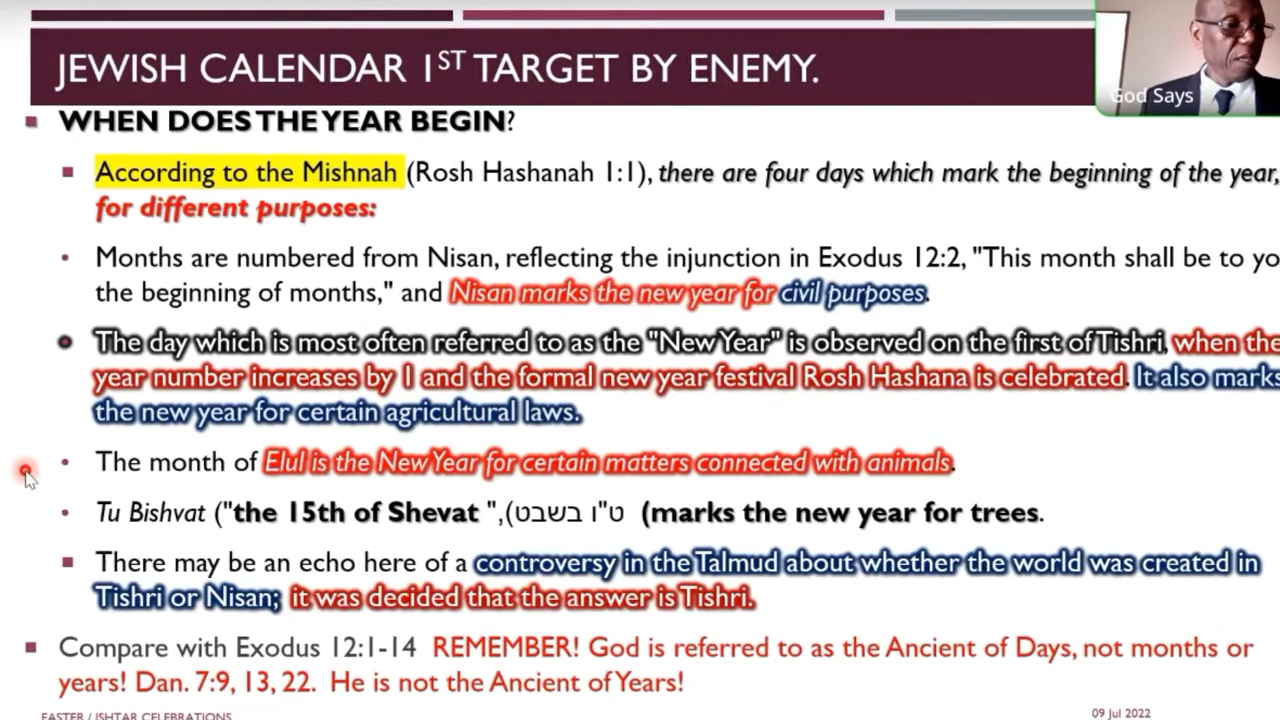 JEWISH CALENDAR 1ST TARGET BY ENEMY.
God Says
WHEN DOES THE YEAR BEGIN?
According to the Mishnah (Rosh Hashanah 1:1), there are four days which mark the beginning of the year,
for different purposes:
Months are numbered from Nisan, reflecting the injunction in Exodus 12:2, "This month shall be to yo
the beginning of months," and Nisan marks the new year for civil purposes.
The day which is most often referred to as the "New Year" is observed on the first of Tishri, when the
year number increases by 1 and the formal new year festival Rosh Hashana is celebrated. It also marks
the new year for certain agricultural laws.
The month of Elul is the New Year for certain matters connected with animals.
Tu Bishvat ("the 15th of Shevat ",(ט"ו בשבט (marks the new year for trees.
There may be an echo here of a controversy in the Talmud about whether the world was created in
Tishri or Nisan; it was decided that the answer is Tishri.
Compare with Exodus 12:1-14 REMEMBER! God is referred to as the Ancient of Days, not months or
years! Dan. 7:9, 13, 22. He is not the Ancient of Years!
EASTER / ISHTAR CELEBRATIONS
09 Jul 2022